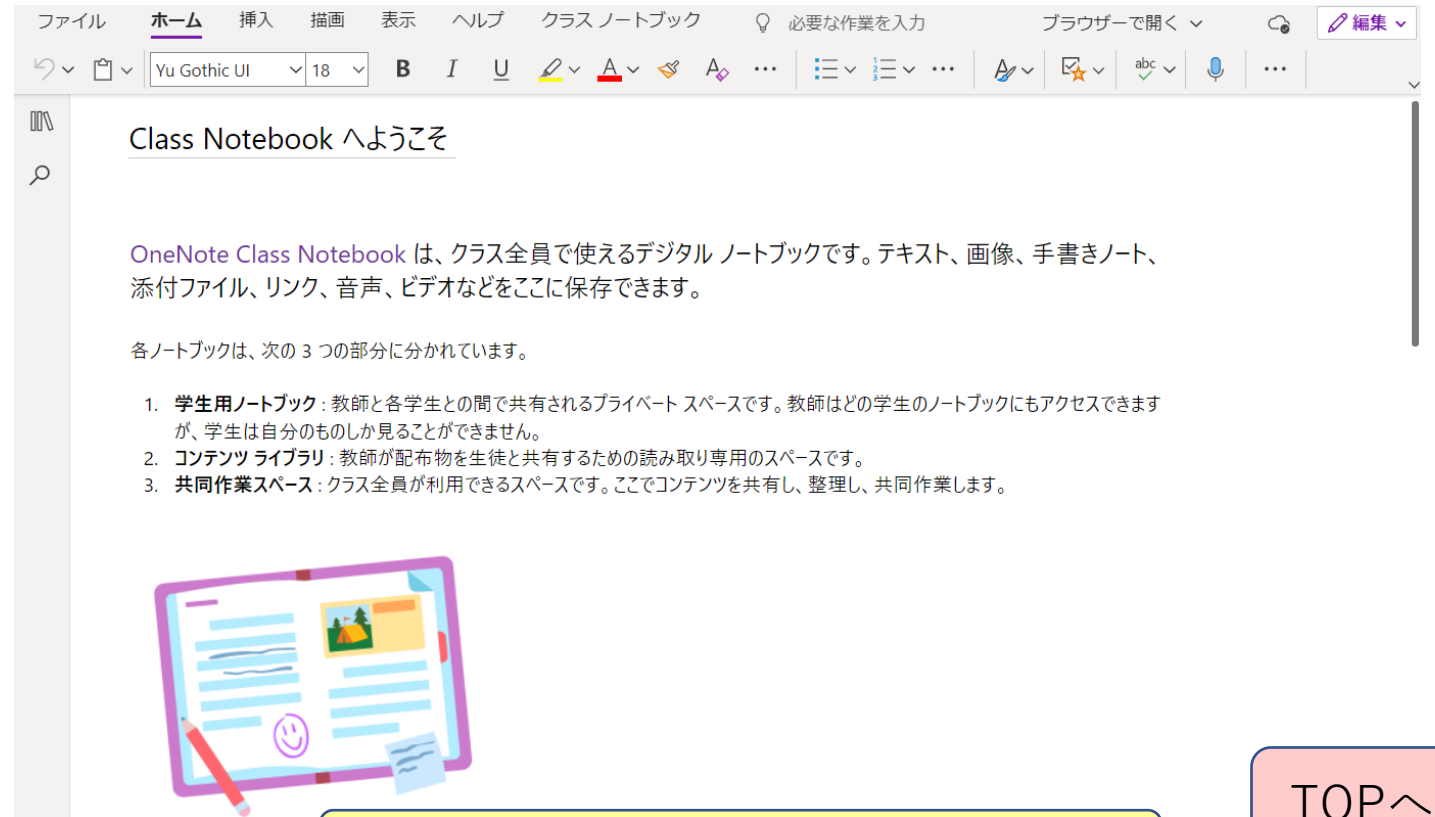 ファイル ホーム 挿入 描画 表示 ヘルプ クラス ノートブック 必要な作業を入力 ブラウザーで開く 編集
Yu Gothic UI 18 B I U A A abc
Class Notebook へようこそ
OneNote Class Notebook は、クラス全員で使えるデジタル ノートブックです。テキスト、画像、手書きノート、
添付ファイル、リンク、音声、ビデオなどをここに保存できます。
各ノートブックは、次の 3 つの部分に分かれています。
1. 学生用ノートブック : 教師と各学生との間で共有されるプライベート スペースです。教師はどの学生のノートブックにもアクセスできます
が、学生は自分のものしか見ることができません。
2. コンテンツ ライブラリ : 教師が配布物を生徒と共有するための読み取り専用のスペースです。
3. 共同作業スペース : クラス全員が利用できるスペースです。ここでコンテンツを共有し、整理し、共同作業します。
TOPへ